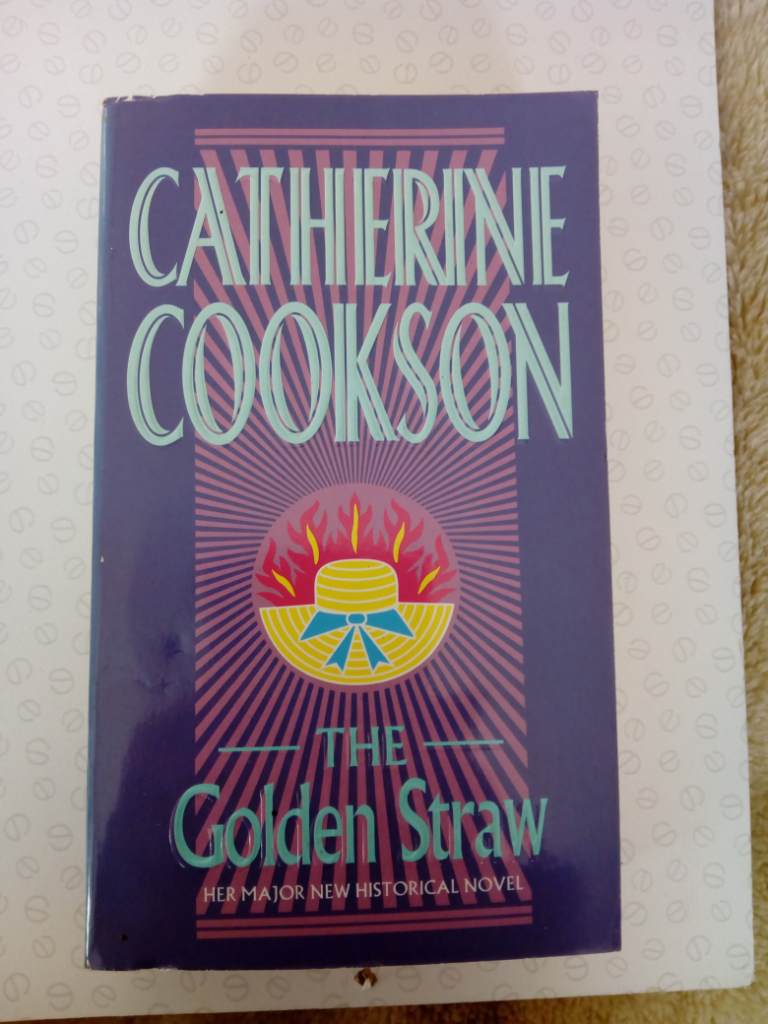 CATHERINE
COOKSON
THE
Golden Straw
HER MAJOR NEW HISTORICAL NOVEL